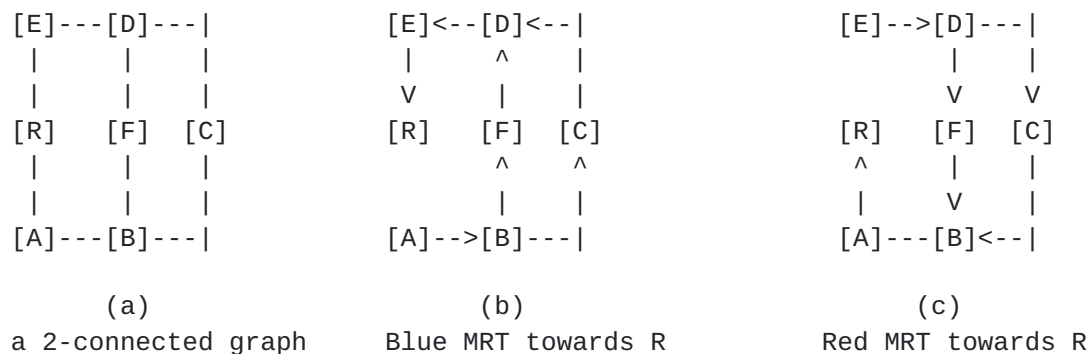 [E]---[D]---|           [E]<--[D]<--|                [E]-->[D]---|
 |     |    |            |     ^    |                       |    |
 |     |    |            V     |    |                       V    V
[R]   [F]  [C]          [R]   [F]  [C]               [R]   [F]  [C]
 |     |    |                  ^    ^                 ^     |    |
 |     |    |                  |    |                 |     V    |
[A]---[B]---|           [A]-->[B]---|                [A]---[B]<--|
      (a)                     (b)                          (c)
a 2-connected graph     Blue MRT towards R          Red MRT towards R